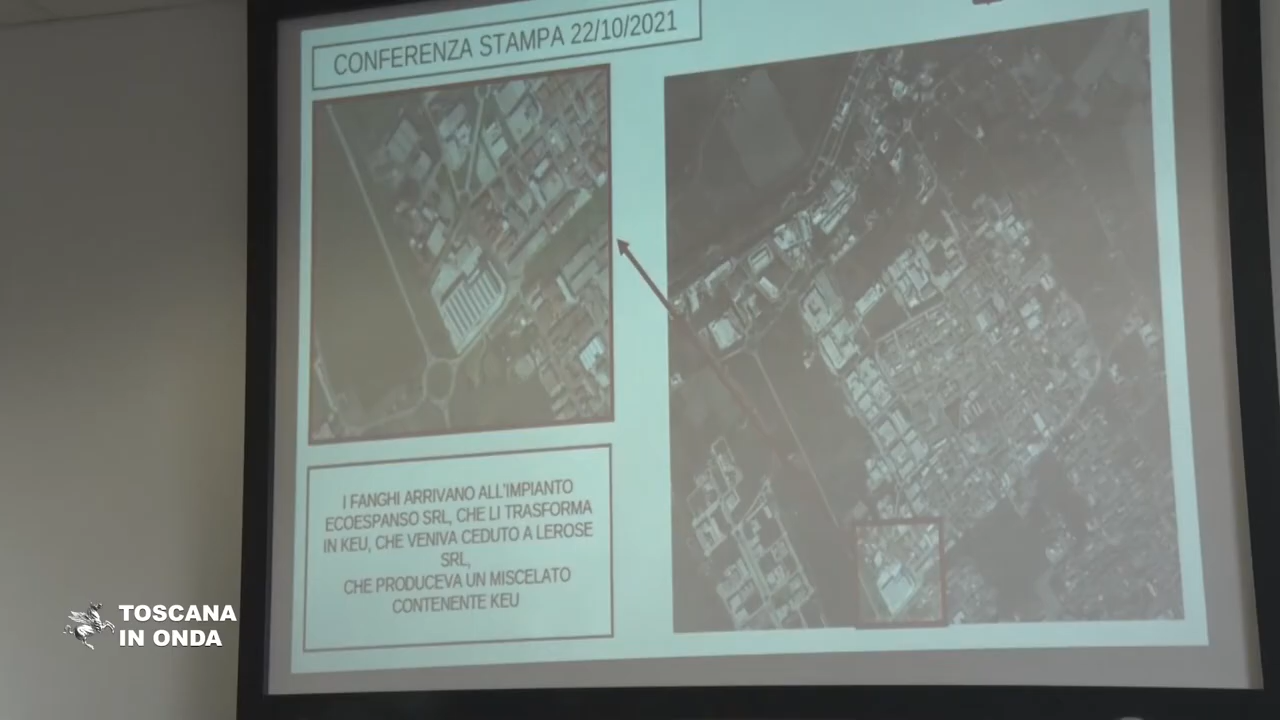 CONFERENZA STAMPA 22/10/2021
I FANGHI ARRIVANO ALL'IMPIANTO
ECOESPANSO SRL, CHE LI TRASFORMA
IN KEU, CHE VENIVA CEDUTO A LEROSE
SRL,
CHE PRODUCEVA UN MISCELATO
CONTENENTE KEU
TOSCANA
IN ONDA